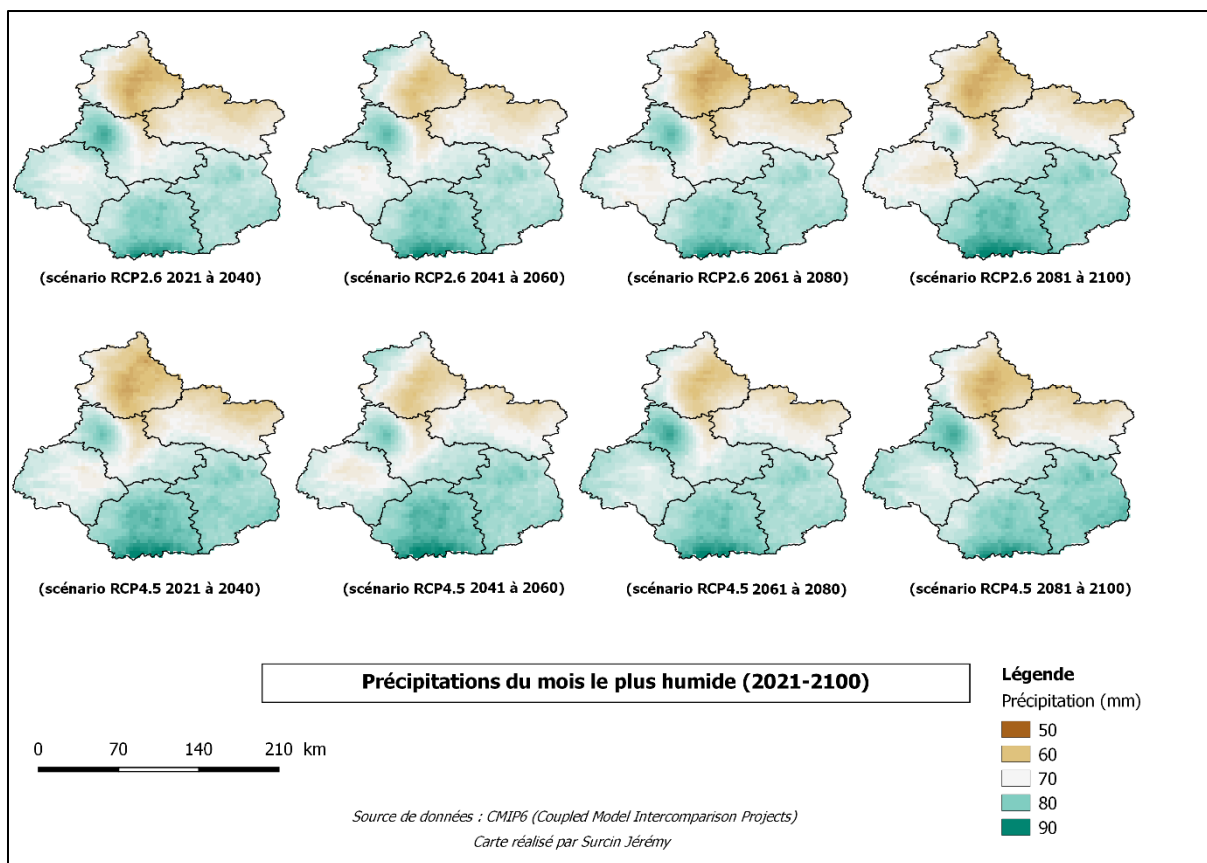 (scénario RCP2.6 2021 à 2040)
(scénario RCP2.6 2041 à 2060)
(scénario RCP2.6 2061 à 2080)
(scénario RCP2.6 2081 à 2100)
(scénario RCP4.5 2021 à 2040)
(scénario RCP4.5 2041 à 2060)
(scénario RCP4.5 2061 à 2080)
(scénario RCP4.5 2081 à 2100)
Précipitations du mois le plus humide (2021-2100)
0 70 140 210 km
Source de données : CMIP6 (Coupled Model Intercomparison Projects)
Carte réalisé par Surcin Jérémy
Légende
Précipitation (mm)
50
60
70
80
90